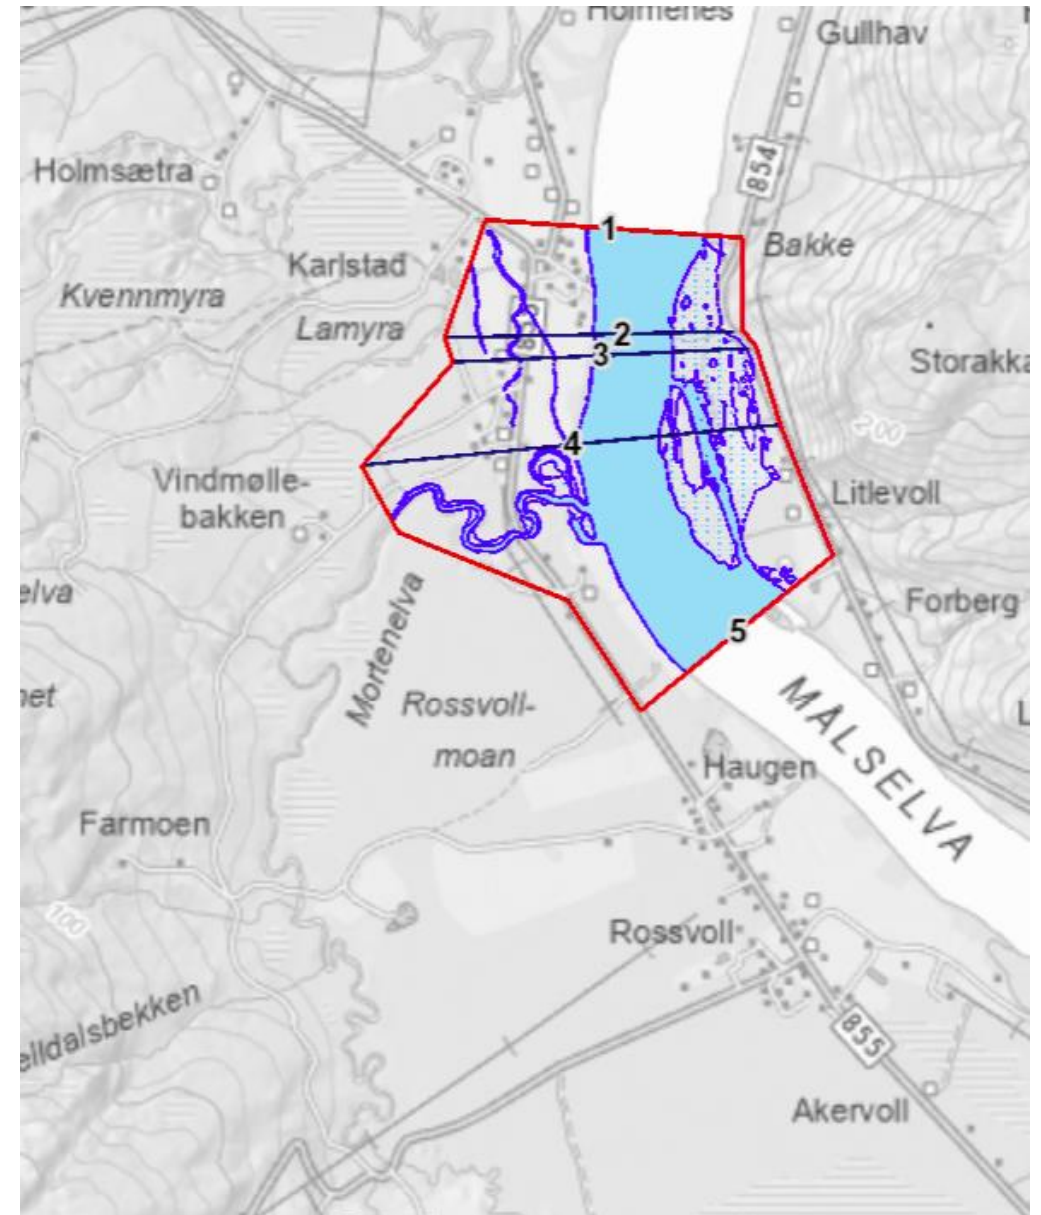 Holmenes
Gullhav
854
Holmsætra
1
Bakke
Karlstad
Kvennmyra
Lamyra
2
3
Storakka
200
4
Vindmølle-
bakken
Litlevoll
elva
Forberg
5
Mortenelva
Rossvoll-
moan
MÅLSELVA
Haugen
Farmoen
100
Rossvoll
elldalsbekken
855
Akervoll